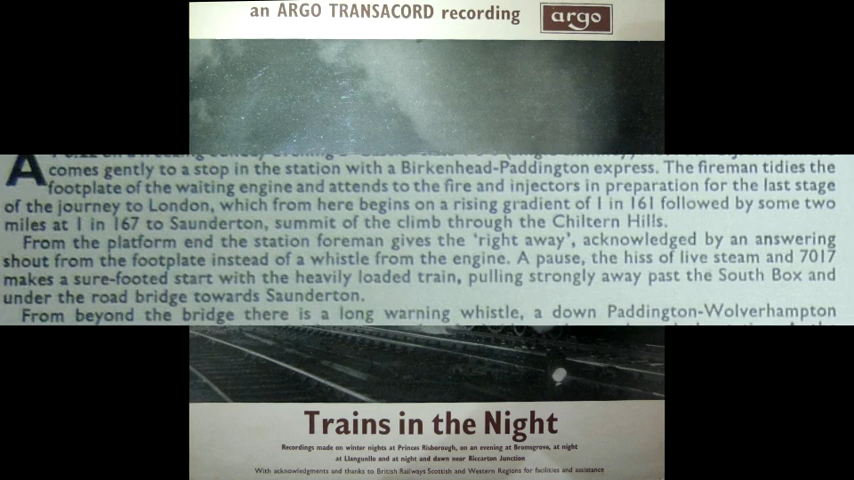 an ARGO TRANSACORD recording
argo
A
comes gently to a stop in the station with a Birkenhead-Paddington express. The fireman tidies the
footplate of the waiting engine and attends to the fire and injectors in preparation for the last stage
of the journey to London, which from here begins on a rising gradient of 1 in 161 followed by some two
miles at 1 in 167 to Saunderton, summit of the climb through the Chiltern Hills.
From the platform end the station foreman gives the 'right away', acknowledged by an answering
shout from the footplate instead of a whistle from the engine. A pause, the hiss of live steam and 7017
makes a sure-footed start with the heavily loaded train, pulling strongly away past the South Box and
under the road bridge towards Saunderton.
From beyond the bridge there is a long warning whistle, a down Paddington-Wolverhampton
Trains in the Night
Recordings made on winter nights at Princes Risborough, on an evening at Bromsgrove, at night
at Llangunllo and at night and dawn near Riccarton Junction
With acknowledgments and thanks to British Railways Scottish and Western Regions for facilities and assistance